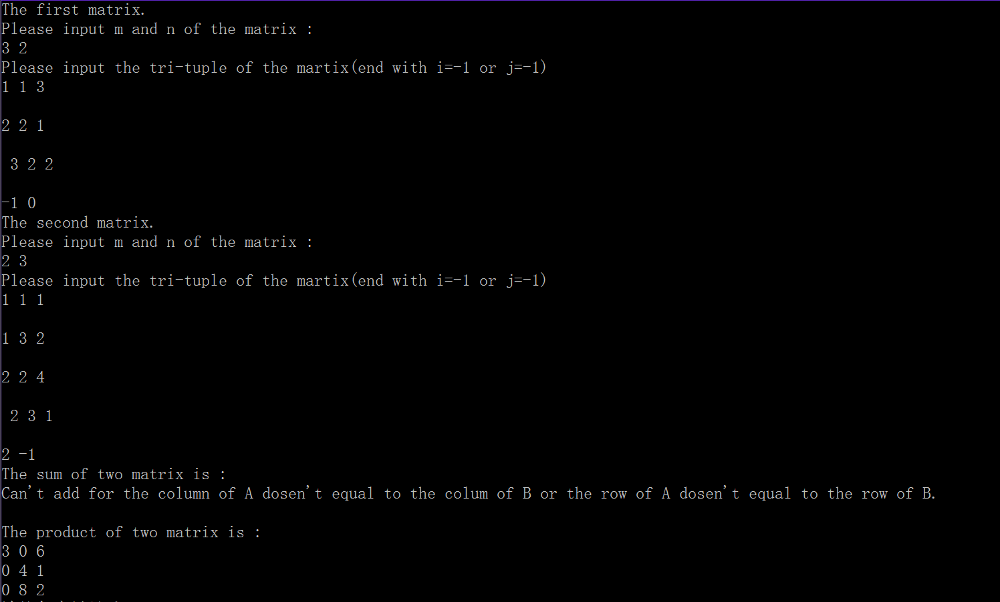 The first matrix.
Please input m and n of the matrix :
3 2
Please input the tri-tuple of the martix(end with i=-1 or j=-1)
1 1 3
2 2 1
3 2 2
-1 0
The second matrix.
Please input m and n of the matrix :
2 3
Please input the tri-tuple of the martix(end with i=-1 or j=-1)
1 1 1
1 3 2
2 2 4
2 3 1
2 -1
The sum of two matrix is :
Can't add for the column of A dosen't equal to the colum of B or the row of A dosen't equal to the row of B.
The product of two matrix is :
3 0 6
0 4 1
0 8 2